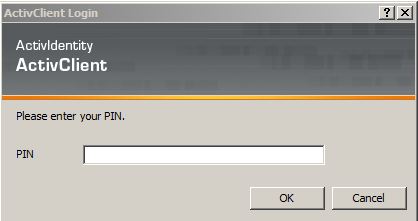 ActivClient Login
ActivIdentity
ActivClient
Please enter your PIN.
PIN
OK
Cancel